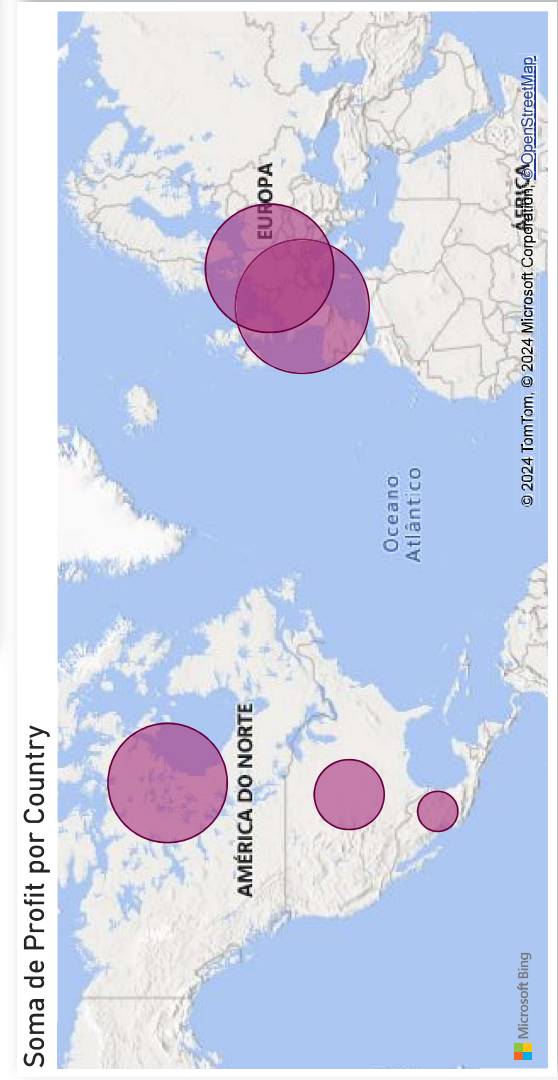 Soma de Profit por Country
EUROPA
AMÉRICA DO NORTE
Oceano
Atlântico
ÁFRICA
Microsoft Bing
© 2024 TomTom, © 2024 Microsoft Corporation, © OpenStreetMap